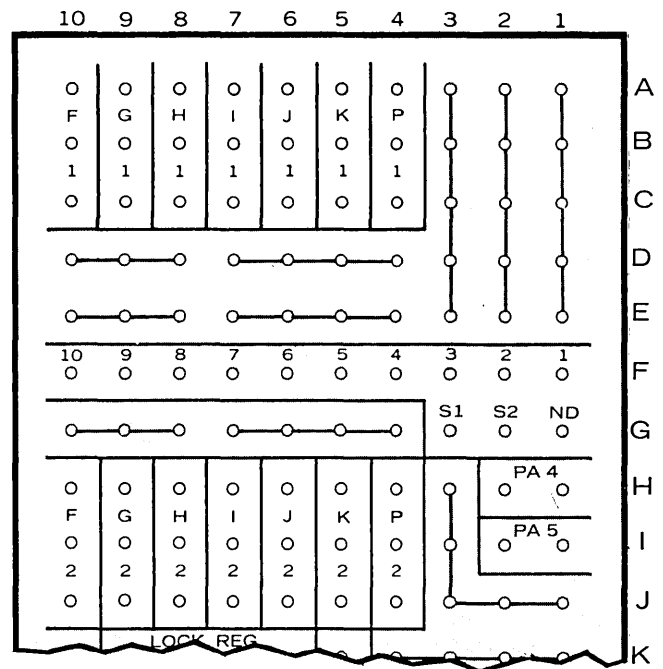 10 9 8 7 6 5 4 3 2 1
A
F G H I J K P
B
1 1 1 1 1 1 1
C
D
E
10 9 8 7 6 5 4 3 2 1
F
S1 S2 ND
G
PA 4
H
F G H I J K P
PA 5
I
2 2 2 2 2 2 2
J
LOCK REG
K